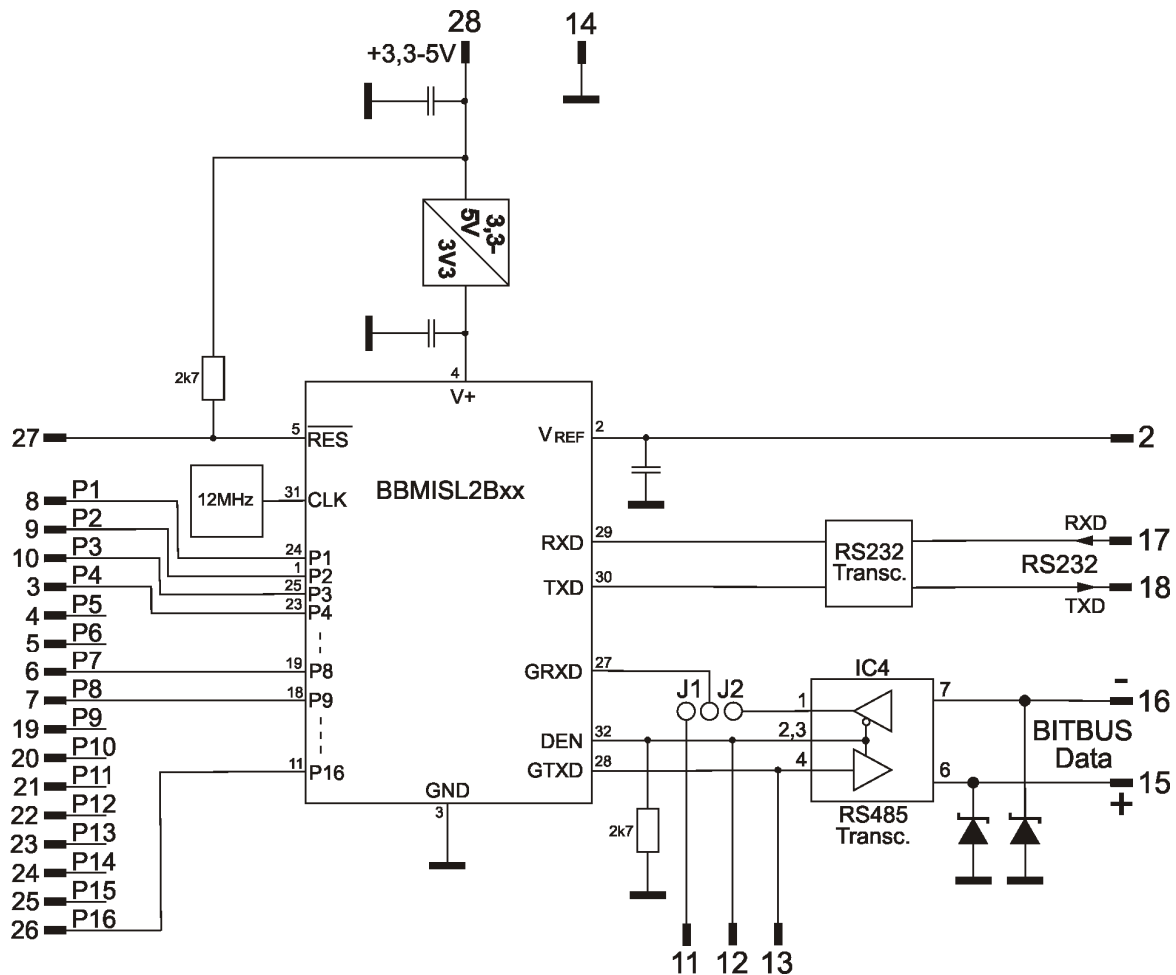 28
14
+3,3-5V
3,3-
5V
3V3
2k7
4
V+
27
5
RES
VREF
2
2
12MHz
31
CLK
BBMISL2Bxx
8
P1
9
P2
10
P3
3
P4
4
P5
5
P6
6
P7
7
P8
19
P9
20
P10
21
P11
22
P12
23
P13
24
P14
25
P15
26
P16
24
P1
1
P2
25
P3
23
P4
19
P8
18
P9
11
P16
GND
3
RXD
29
TXD
30
RS232
Transc.
RXD
17
RS232
18
TXD
GRXD
27
J1
J2
IC4
1
7
-
16
DEN
32
2,3
BITBUS
Data
GTXD
28
4
6
15
+
RS485
Transc.
2k7
11
12
13